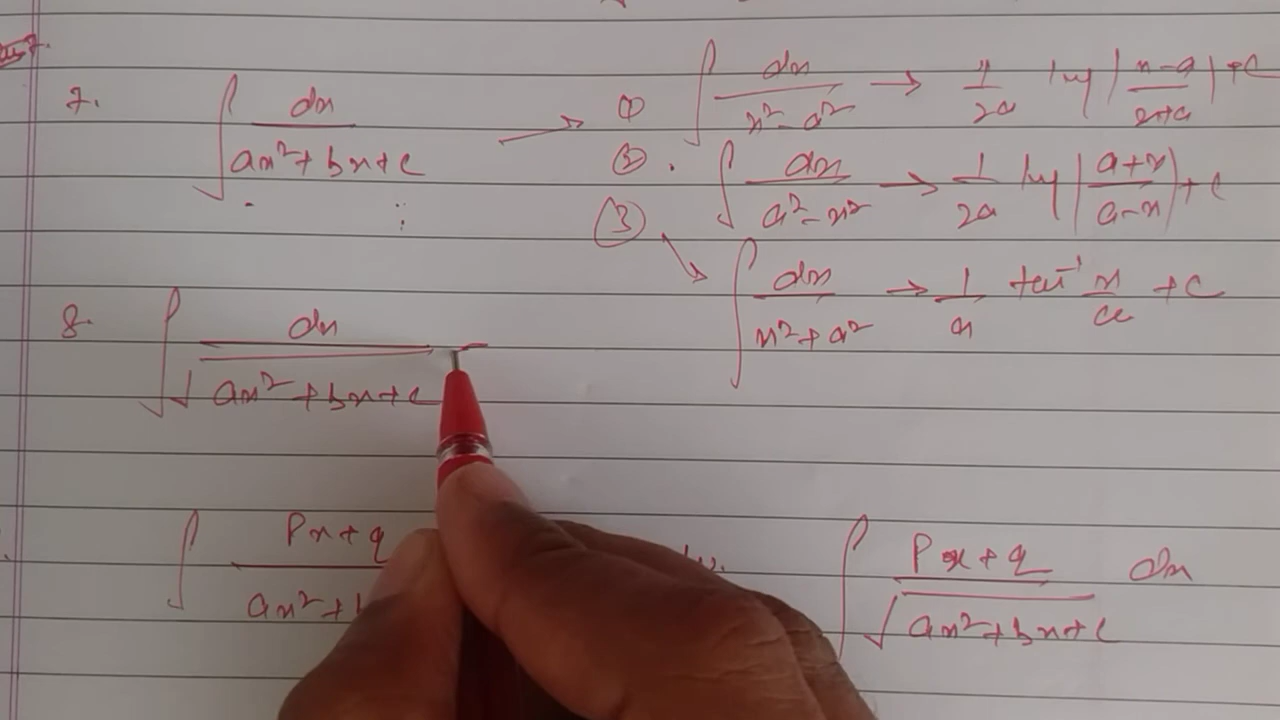 7. ∫ dx / (ax² + bx + c) → ① ∫ dx / (x² - a²) → 1/2a log |(x - a)/(x + a)| + c
② . ∫ dx / (a² - x²) → 1/2a log |(a + x)/(a - x)| + c
③ ↘ ∫ dx / (x² + a²) → 1/a tan⁻¹ x/a + c
8. ∫ dx / √(ax² + bx + c)
∫ Px + q / ax² + b
∫ (Px + q) / √(ax² + bx + c) dx